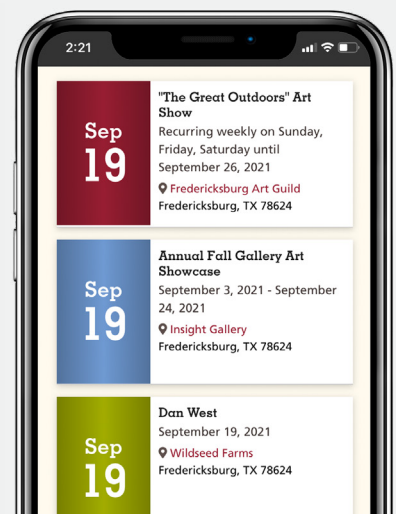 2:21
Sep
19
"The Great Outdoors" Art
Show
Recurring weekly on Sunday,
Friday, Saturday until
September 26, 2021
Fredericksburg Art Guild
Fredericksburg, TX 78624
Sep
19
Annual Fall Gallery Art
Showcase
September 3, 2021 - September
24, 2021
Insight Gallery
Fredericksburg, TX 78624
Sep
19
Dan West
September 19, 2021
Wildseed Farms
Fredericksburg, TX 78624